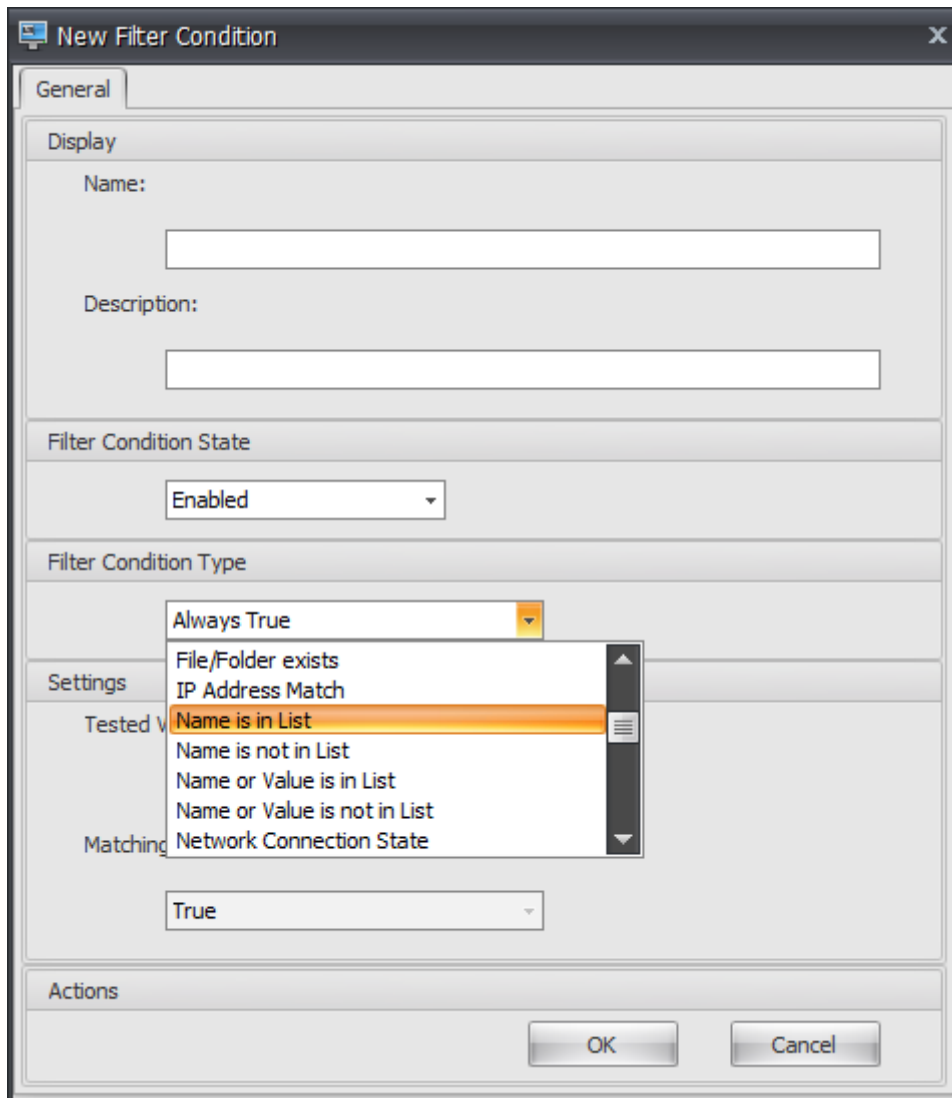 New Filter Condition
General
Display
Name:
Description:
Filter Condition State
Enabled
Filter Condition Type
Always True
File/Folder exists
IP Address Match
Settings
Tested
Name is in List
Name is not in List
Name or Value is in List
Name or Value is not in List
Matching
Network Connection State
True
Actions
OK
Cancel